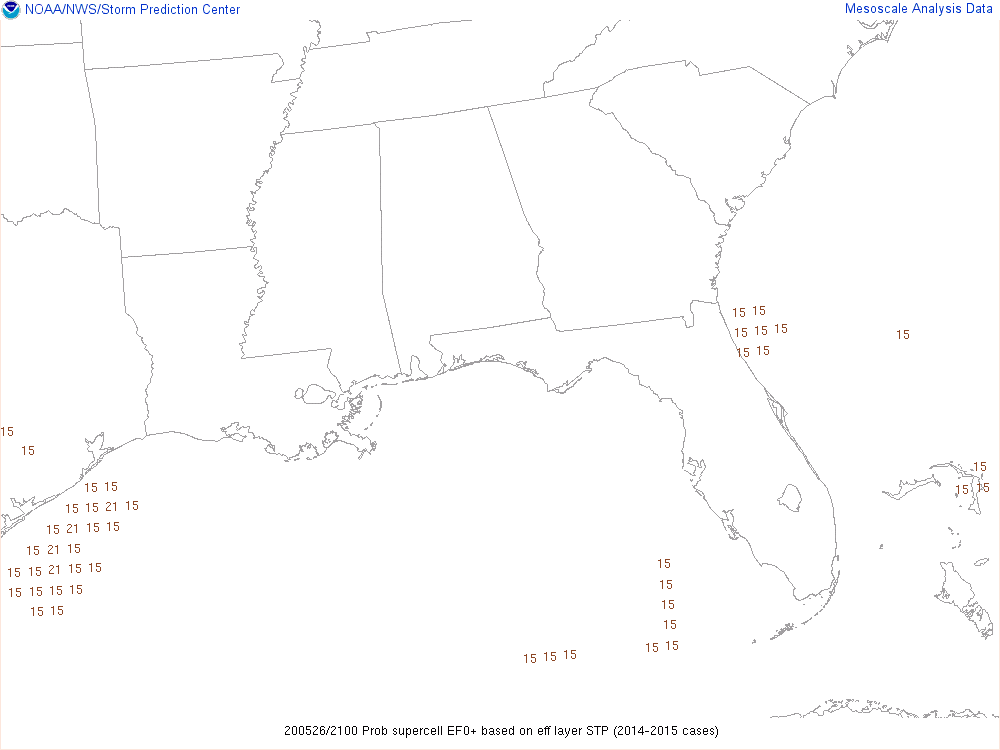 NOAA/NWS/Storm Prediction Center
Mesoscale Analysis Data
15 15
15 15 15
15
15 15
15
15
15
15 15
15 15
15 15 21 15
15 21 15 15
15 21 15
15
15 15 21 15 15
15
15 15 15 15
15
15 15
15
15 15
15 15 15
200526/2100 Prob supercell EF0+ based on eff layer STP (2014-2015 cases)